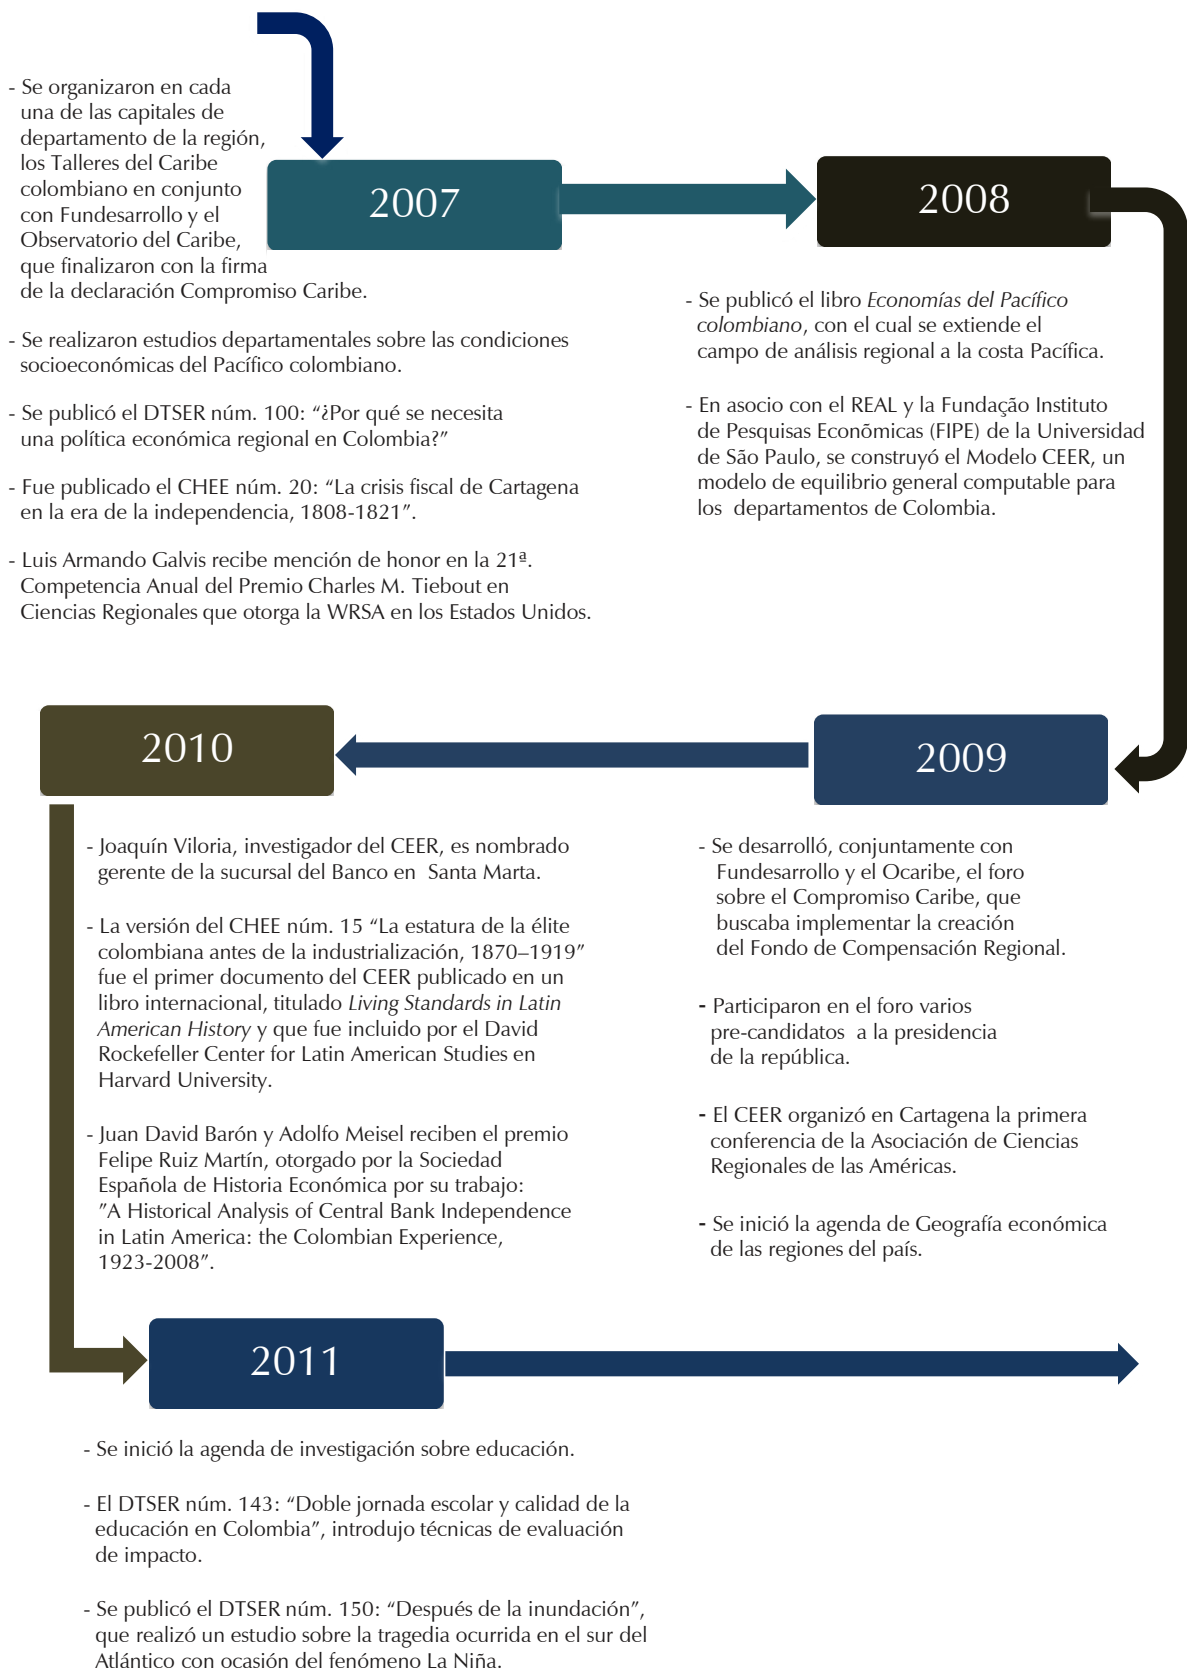 2007
- Se organizaron en cada
una de las capitales de
departamento de la región,
los Talleres del Caribe
colombiano en conjunto
con Fundesarrollo y el
Observatorio del Caribe,
que finalizaron con la firma
de la declaración Compromiso Caribe.
- Se realizaron estudios departamentales sobre las condiciones
socioeconómicas del Pacífico colombiano.
- Se publicó el DTSER núm. 100: “¿Por qué se necesita
una política económica regional en Colombia?”
- Fue publicado el CHEE núm. 20: “La crisis fiscal de Cartagena
en la era de la independencia, 1808-1821”.
- Luis Armando Galvis recibe mención de honor en la 21ª.
Competencia Anual del Premio Charles M. Tiebout en
Ciencias Regionales que otorga la WRSA en los Estados Unidos.
2008
- Se publicó el libro Economías del Pacífico
colombiano, con el cual se extiende el
campo de análisis regional a la costa Pacífica.
- En asocio con el REAL y la Fundação Instituto
de Pesquisas Econõmicas (FIPE) de la Universidad
de São Paulo, se construyó el Modelo CEER, un
modelo de equilibrio general computable para
los departamentos de Colombia.
2009
- Se desarrolló, conjuntamente con
Fundesarrollo y el Ocaribe, el foro
sobre el Compromiso Caribe, que
buscaba implementar la creación
del Fondo de Compensación Regional.
- Participaron en el foro varios
pre-candidatos a la presidencia
de la república.
- El CEER organizó en Cartagena la primera
conferencia de la Asociación de Ciencias
Regionales de las Américas.
- Se inició la agenda de Geografía económica
de las regiones del país.
2010
- Joaquín Viloria, investigador del CEER, es nombrado
gerente de la sucursal del Banco en Santa Marta.
- La versión del CHEE núm. 15 “La estatura de la élite
colombiana antes de la industrialización, 1870–1919”
fue el primer documento del CEER publicado en un
libro internacional, titulado Living Standards in Latin
American History y que fue incluido por el David
Rockefeller Center for Latin American Studies en
Harvard University.
- Juan David Barón y Adolfo Meisel reciben el premio
Felipe Ruiz Martín, otorgado por la Sociedad
Española de Historia Económica por su trabajo:
”A Historical Analysis of Central Bank Independence
in Latin America: the Colombian Experience,
1923-2008”.
2011
- Se inició la agenda de investigación sobre educación.
- El DTSER núm. 143: “Doble jornada escolar y calidad de la
educación en Colombia”, introdujo técnicas de evaluación
de impacto.
- Se publicó el DTSER núm. 150: “Después de la inundación”,
que realizó un estudio sobre la tragedia ocurrida en el sur del
Atlántico con ocasión del fenómeno La Niña.